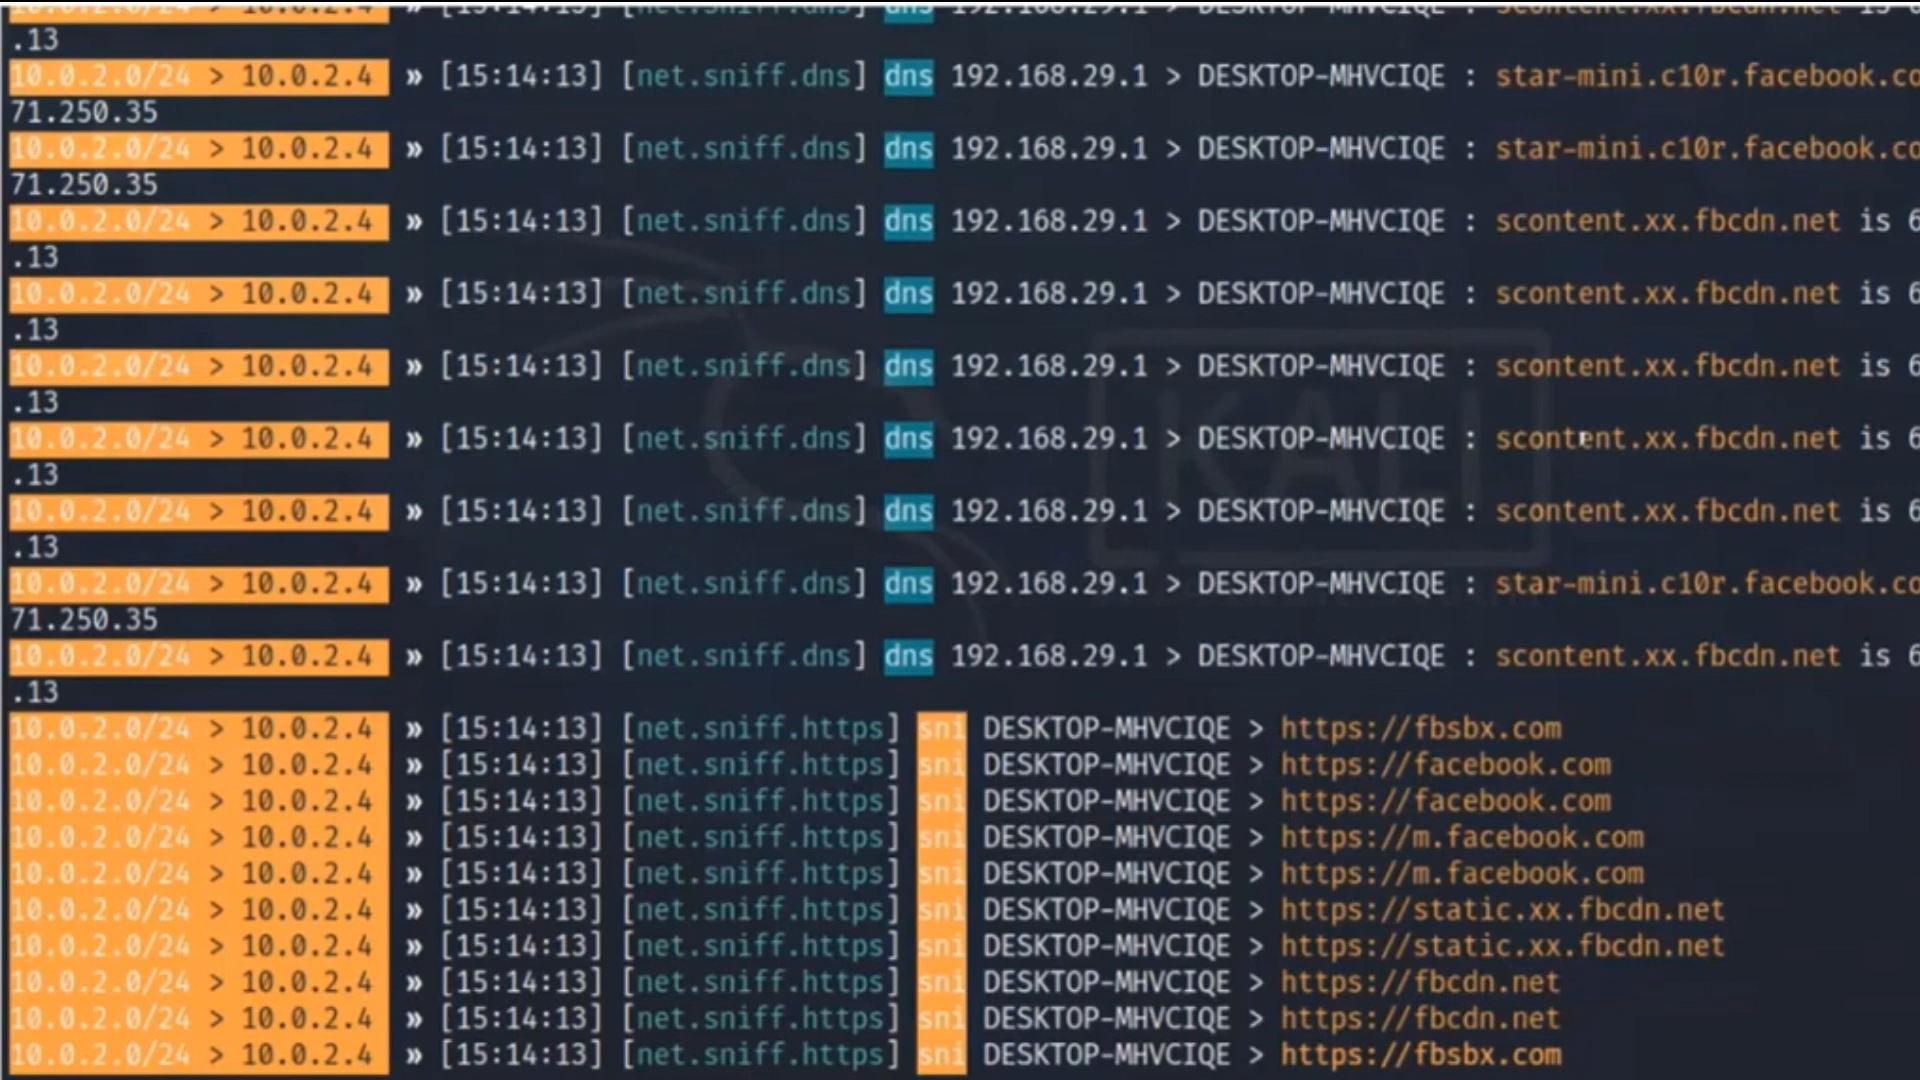 .13
10.0.2.0/24 > 10.0.2.4 » [15:14:13] [net.sniff.dns] dns 192.168.29.1 > DESKTOP-MHVCIQE : star-mini.c10r.facebook.co
71.250.35
10.0.2.0/24 > 10.0.2.4 » [15:14:13] [net.sniff.dns] dns 192.168.29.1 > DESKTOP-MHVCIQE : star-mini.c10r.facebook.co
71.250.35
10.0.2.0/24 > 10.0.2.4 » [15:14:13] [net.sniff.dns] dns 192.168.29.1 > DESKTOP-MHVCIQE : scontent.xx.fbcdn.net is 6
.13
10.0.2.0/24 > 10.0.2.4 » [15:14:13] [net.sniff.dns] dns 192.168.29.1 > DESKTOP-MHVCIQE : scontent.xx.fbcdn.net is 6
.13
10.0.2.0/24 > 10.0.2.4 » [15:14:13] [net.sniff.dns] dns 192.168.29.1 > DESKTOP-MHVCIQE : scontent.xx.fbcdn.net is 6
.13
10.0.2.0/24 > 10.0.2.4 » [15:14:13] [net.sniff.dns] dns 192.168.29.1 > DESKTOP-MHVCIQE : scontent.xx.fbcdn.net is 6
.13
10.0.2.0/24 > 10.0.2.4 » [15:14:13] [net.sniff.dns] dns 192.168.29.1 > DESKTOP-MHVCIQE : scontent.xx.fbcdn.net is 6
.13
10.0.2.0/24 > 10.0.2.4 » [15:14:13] [net.sniff.dns] dns 192.168.29.1 > DESKTOP-MHVCIQE : star-mini.c10r.facebook.co
71.250.35
10.0.2.0/24 > 10.0.2.4 » [15:14:13] [net.sniff.dns] dns 192.168.29.1 > DESKTOP-MHVCIQE : scontent.xx.fbcdn.net is 6
.13
10.0.2.0/24 > 10.0.2.4 » [15:14:13] [net.sniff.https] sni DESKTOP-MHVCIQE > https://fbsbx.com
10.0.2.0/24 > 10.0.2.4 » [15:14:13] [net.sniff.https] sni DESKTOP-MHVCIQE > https://facebook.com
10.0.2.0/24 > 10.0.2.4 » [15:14:13] [net.sniff.https] sni DESKTOP-MHVCIQE > https://facebook.com
10.0.2.0/24 > 10.0.2.4 » [15:14:13] [net.sniff.https] sni DESKTOP-MHVCIQE > https://m.facebook.com
10.0.2.0/24 > 10.0.2.4 » [15:14:13] [net.sniff.https] sni DESKTOP-MHVCIQE > https://m.facebook.com
10.0.2.0/24 > 10.0.2.4 » [15:14:13] [net.sniff.https] sni DESKTOP-MHVCIQE > https://static.xx.fbcdn.net
10.0.2.0/24 > 10.0.2.4 » [15:14:13] [net.sniff.https] sni DESKTOP-MHVCIQE > https://static.xx.fbcdn.net
10.0.2.0/24 > 10.0.2.4 » [15:14:13] [net.sniff.https] sni DESKTOP-MHVCIQE > https://fbcdn.net
10.0.2.0/24 > 10.0.2.4 » [15:14:13] [net.sniff.https] sni DESKTOP-MHVCIQE > https://fbcdn.net
10.0.2.0/24 > 10.0.2.4 » [15:14:13] [net.sniff.https] sni DESKTOP-MHVCIQE > https://fbsbx.com
KALI